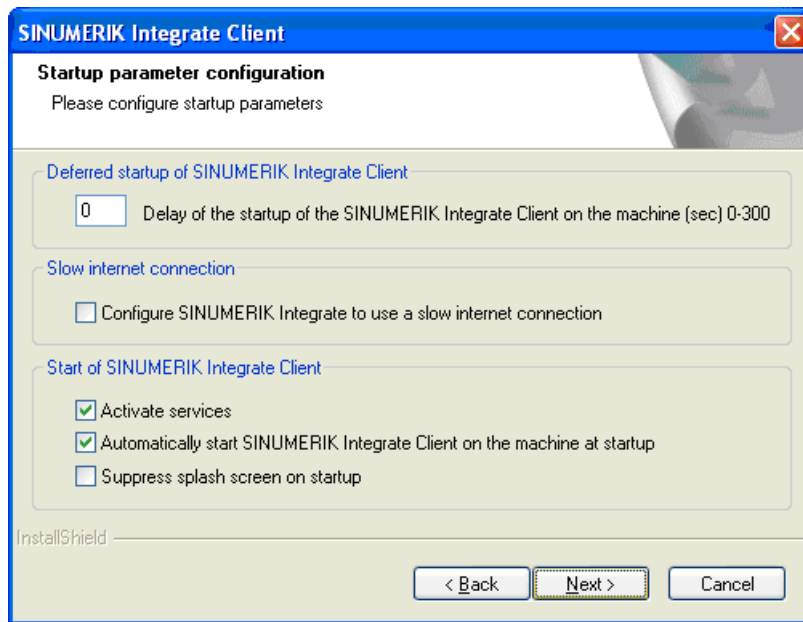 SINUMERIK Integrate Client
Startup parameter configuration
Please configure startup parameters
Deferred startup of SINUMERIK Integrate Client
0 Delay of the startup of the SINUMERIK Integrate Client on the machine (sec) 0-300
Slow internet connection
Configure SINUMERIK Integrate to use a slow internet connection
Start of SINUMERIK Integrate Client
Activate services
Automatically start SINUMERIK Integrate Client on the machine at startup
Suppress splash screen on startup
InstallShield
< Back Next > Cancel